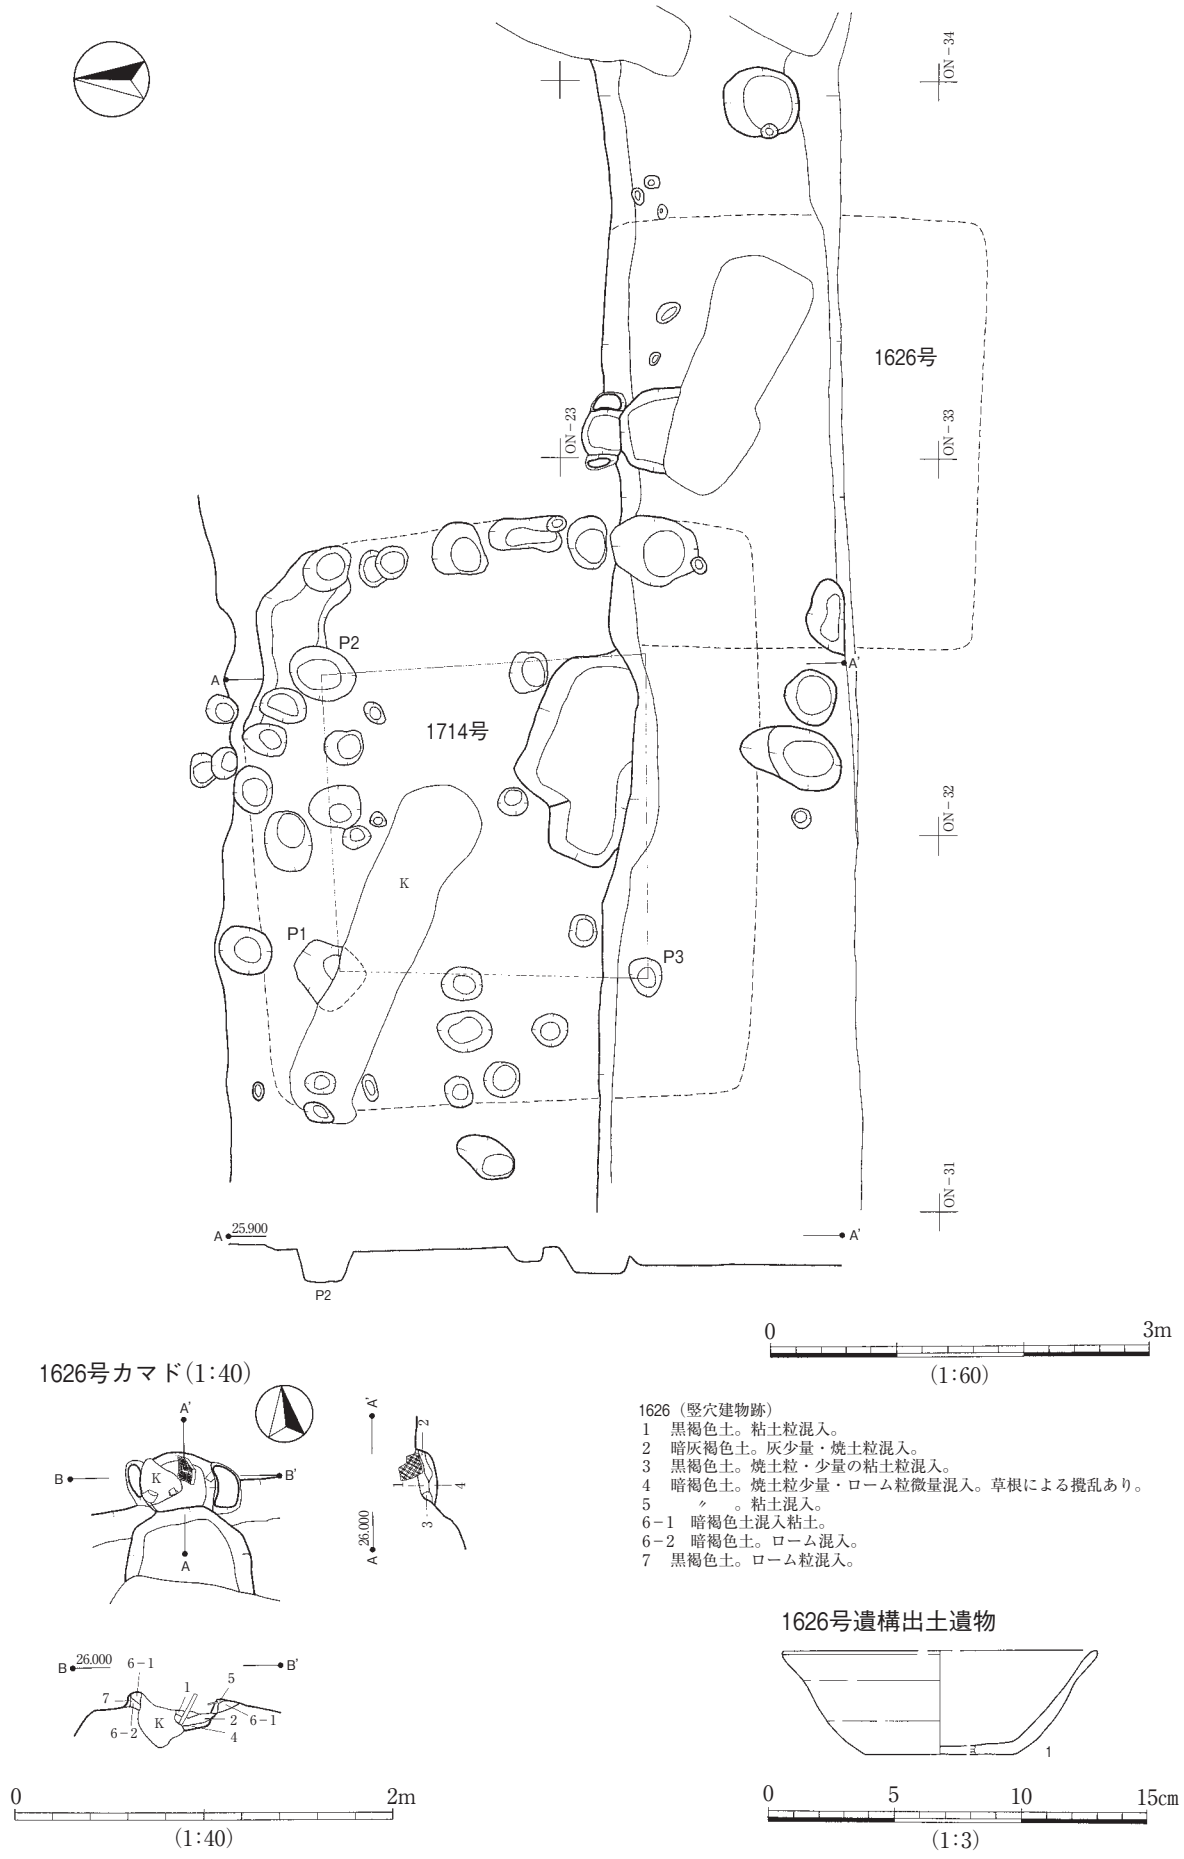 ON-34
1626号
ON-23
ON-33
P2
A
A'
1714号
ON-32
K
P1
P3
ON-31
A 25.900
A'
P2
0 3m
(1:60)
1626号カマド(1:40)
A'
B
K
B'
A
A'
2
1
4
3
26.000
A
1626（竪穴建物跡）
1 黒褐色土。粘土粒混入。
2 暗灰褐色土。灰少量・焼土粒混入。
3 黒褐色土。焼土粒・少量の粘土粒混入。
4 暗褐色土。焼土粒少量・ローム粒微量混入。草根による攪乱あり。
5 〃 。粘土混入。
6-1 暗褐色土混入粘土。
6-2 暗褐色土。ローム混入。
7 黒褐色土。ローム粒混入。
B 26.000
B'
6-1
5
1
7
K
2
6-1
6-2
4
0 2m
(1:40)
1626号遺構出土遺物
1
0 5 10 15cm
(1:3)